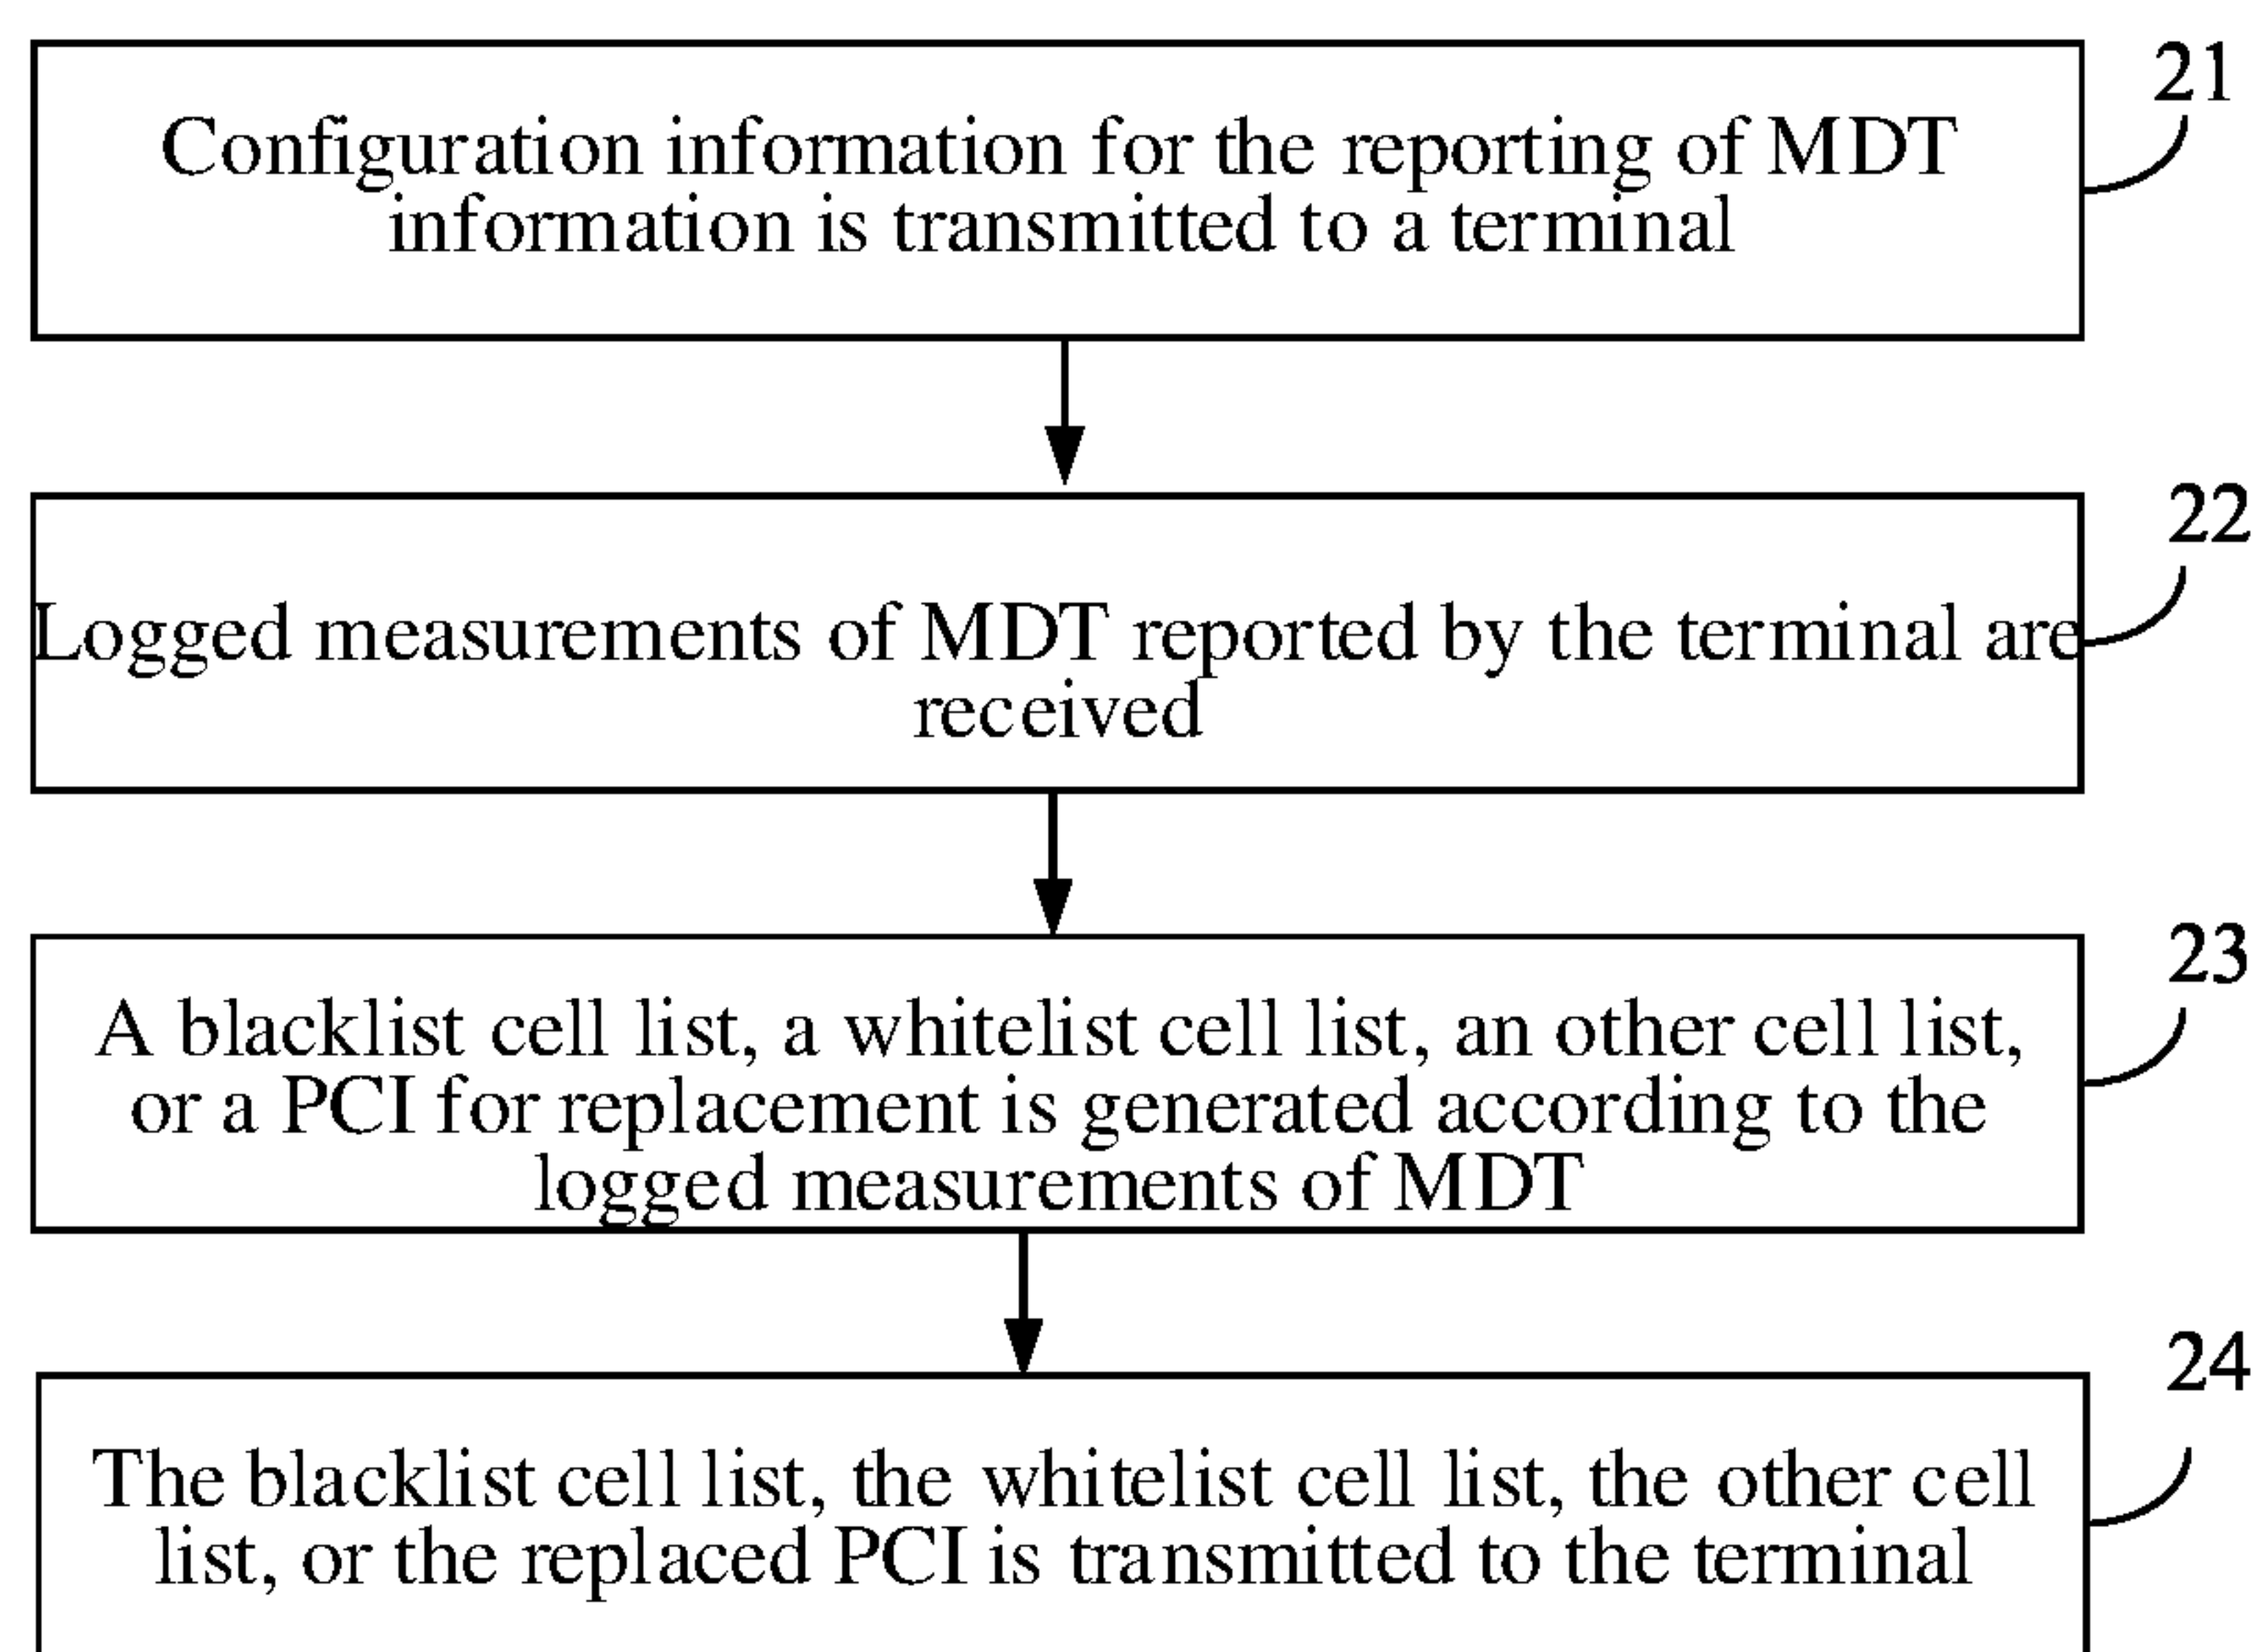 21
Configuration information for the reporting of MDT
information is transmitted to a terminal
22
Logged measurements of MDT reported by the terminal are
received
23
A blacklist cell list, a whitelist cell list, an other cell list,
or a PCI for replacement is generated according to the
logged measurements of MDT
24
The blacklist cell list, the whitelist cell list, the other cell
list, or the replaced PCI is transmitted to the terminal